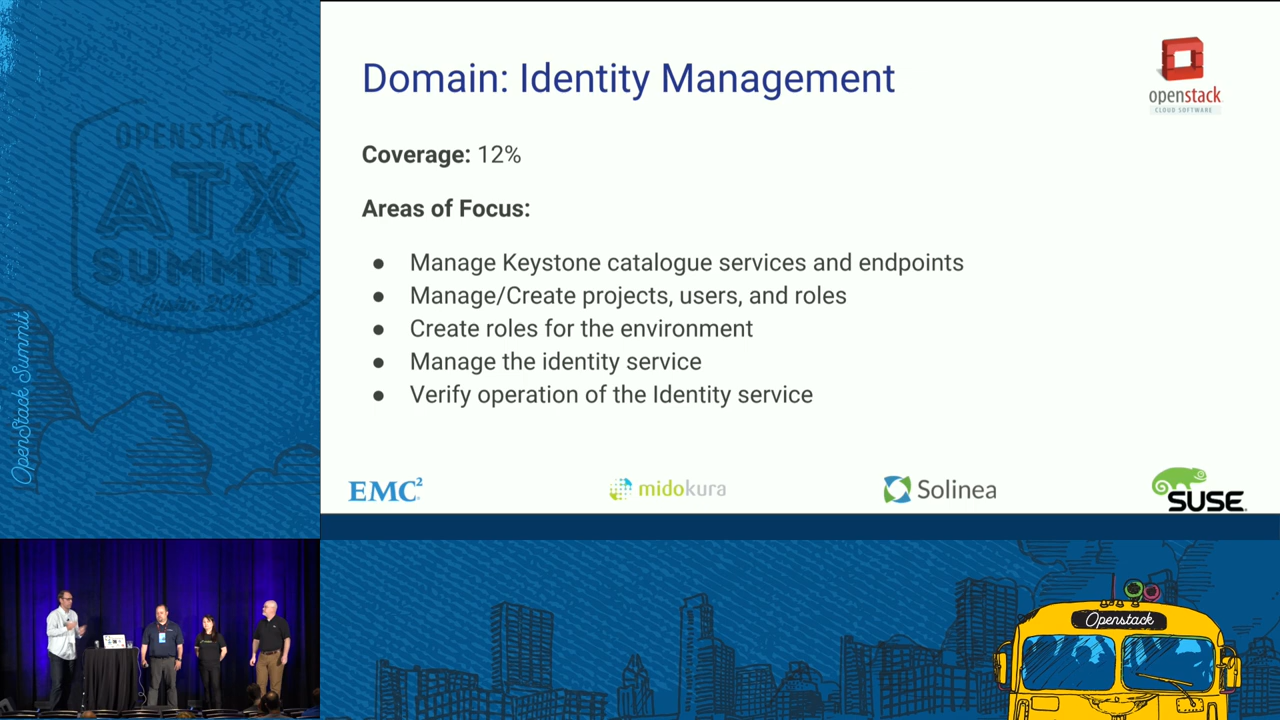 Domain: Identity Management
openstack
CLOUD SOFTWARE
Coverage: 12%
Areas of Focus:
● Manage Keystone catalogue services and endpoints
● Manage/Create projects, users, and roles
● Create roles for the environment
● Manage the identity service
● Verify operation of the Identity service
EMC²
midokura
Solinea
SUSE
OPENSTACK
ATX
SUMMIT
Austin 2016
OpenStack Summit
Openstack